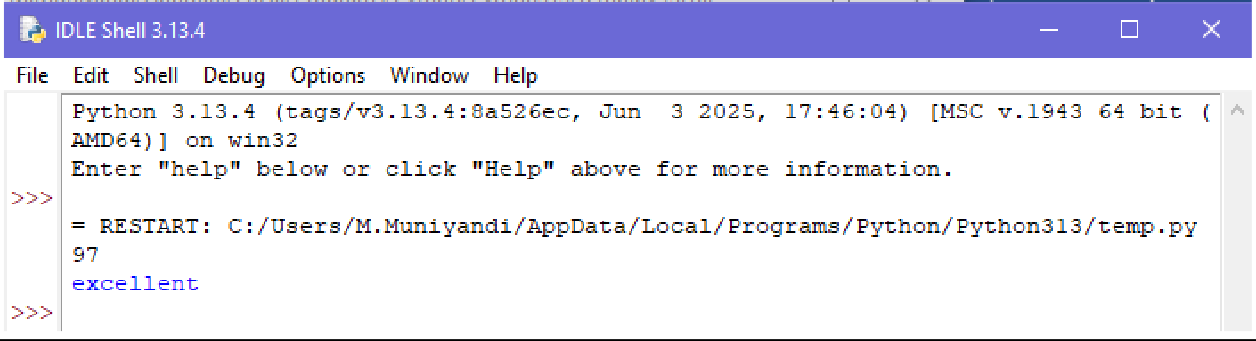 IDLE Shell 3.13.4
File Edit Shell Debug Options Window Help
Python 3.13.4 (tags/v3.13.4:8a526ec, Jun  3 2025, 17:46:04) [MSC v.1943 64 bit (
AMD64)] on win32
Enter "help" below or click "Help" above for more information.
>>>
= RESTART: C:/Users/M.Muniyandi/AppData/Local/Programs/Python/Python313/temp.py
97
excellent
>>>